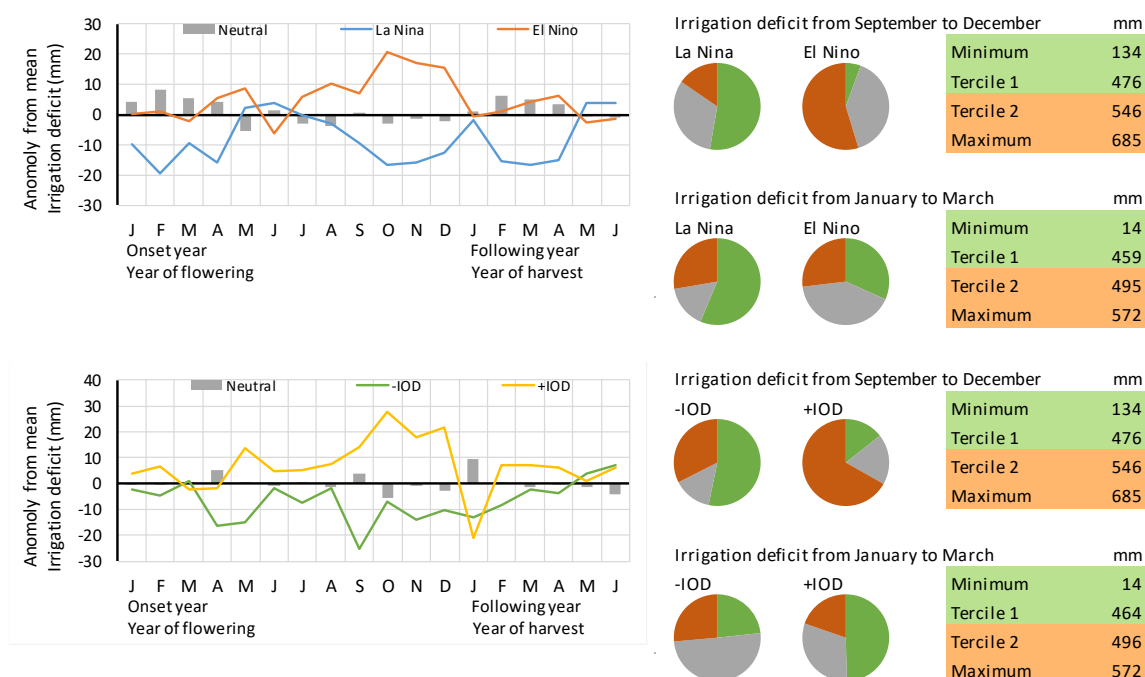 Neutral La Nina El Nino
30
20
10
0
-10
-20
-30
Anomoly from mean
Irrigation deficit (mm)
J F M A M J J A S O N D J F M A M J
Onset year Following year
Year of flowering Year of harvest
Irrigation deficit from September to December mm
La Nina El Nino
Minimum 134
Tercile 1 476
Tercile 2 546
Maximum 685
Irrigation deficit from January to March mm
La Nina El Nino
Minimum 14
Tercile 1 459
Tercile 2 495
Maximum 572
Neutral -IOD +IOD
40
30
20
10
0
-10
-20
-30
Anomoly from mean
Irrigation deficit (mm)
J F M A M J J A S O N D J F M A M J
Onset year Following year
Year of flowering Year of harvest
Irrigation deficit from September to December mm
-IOD +IOD
Minimum 134
Tercile 1 476
Tercile 2 546
Maximum 685
Irrigation deficit from January to March mm
-IOD +IOD
Minimum 14
Tercile 1 464
Tercile 2 496
Maximum 572